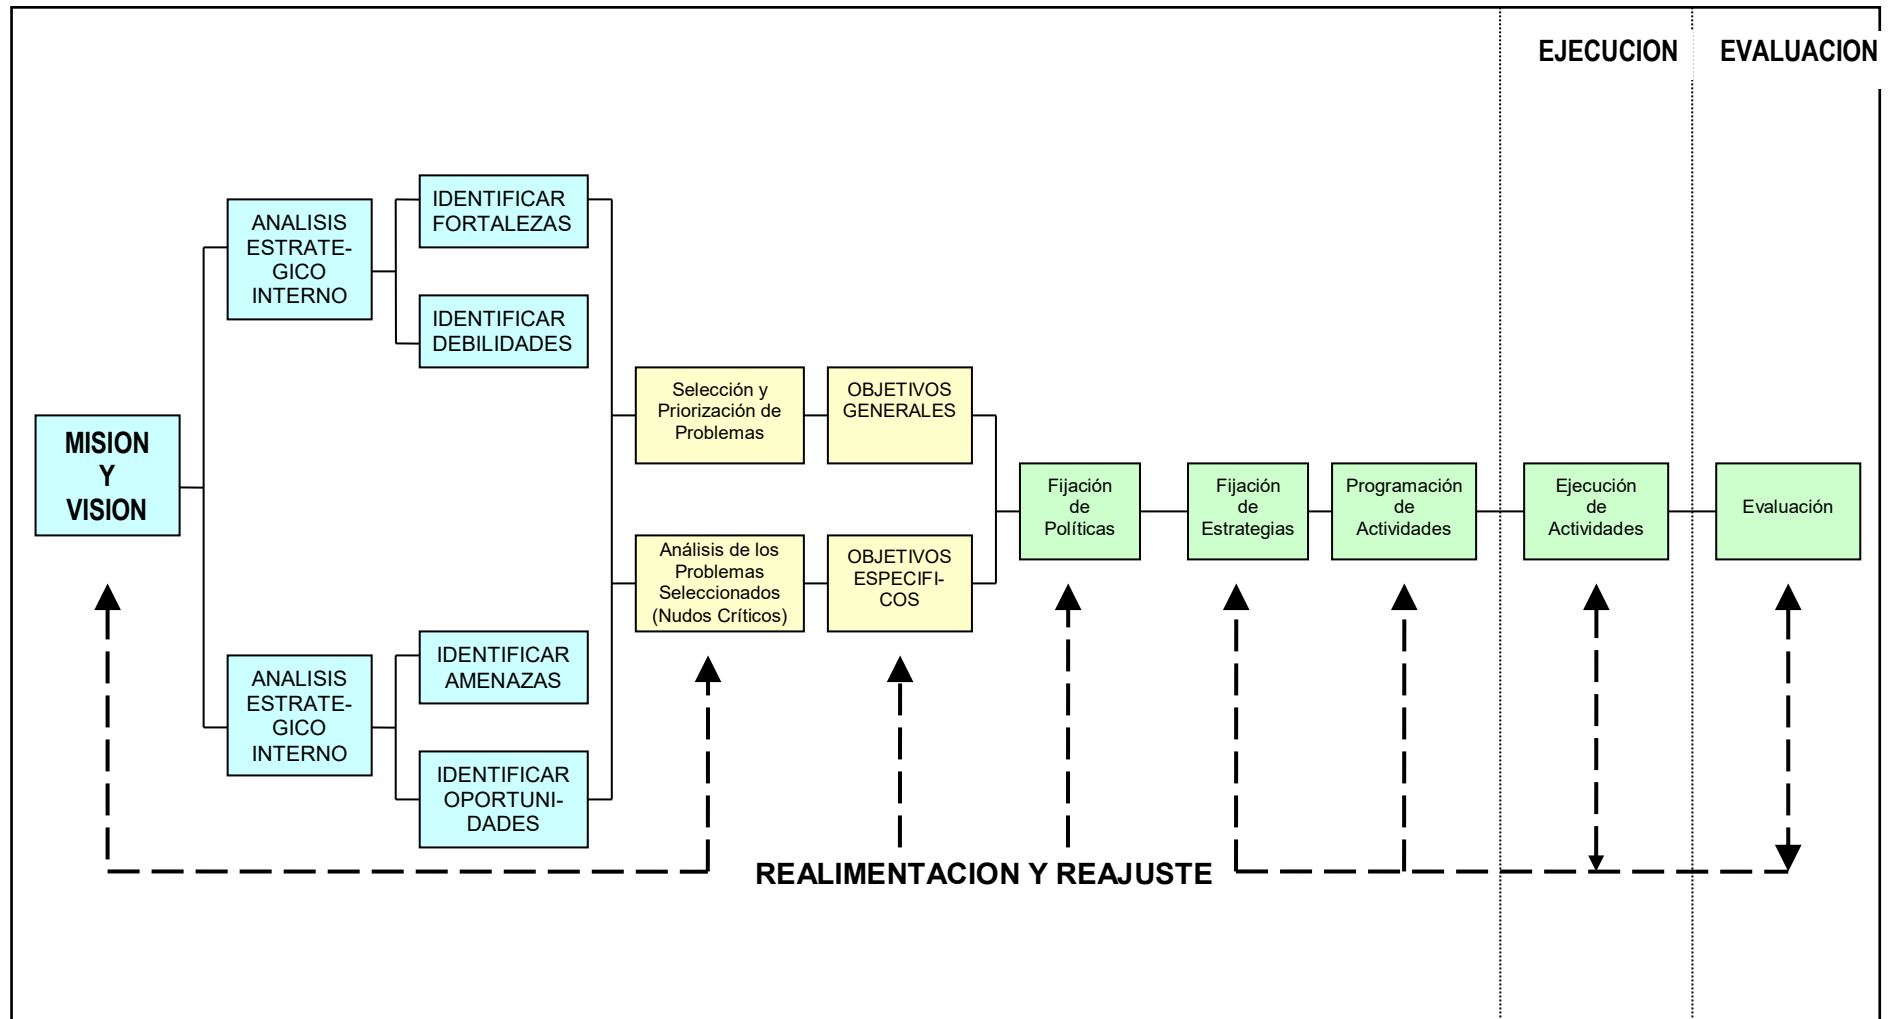 EJECUCION
EVALUACION
MISION
Y
VISION
ANALISIS
ESTRATE-
GICO
INTERNO
IDENTIFICAR
FORTALEZAS
IDENTIFICAR
DEBILIDADES
ANALISIS
ESTRATE-
GICO
INTERNO
IDENTIFICAR
AMENAZAS
IDENTIFICAR
OPORTUNI-
DADES
Selección y
Priorización de
Problemas
OBJETIVOS
GENERALES
Análisis de los
Problemas
Seleccionados
(Nudos Críticos)
OBJETIVOS
ESPECIFI-
COS
Fijación
de
Políticas
Fijación
de
Estrategias
Programación
de
Actividades
Ejecución
de
Actividades
Evaluación
REALIMENTACION Y REAJUSTE